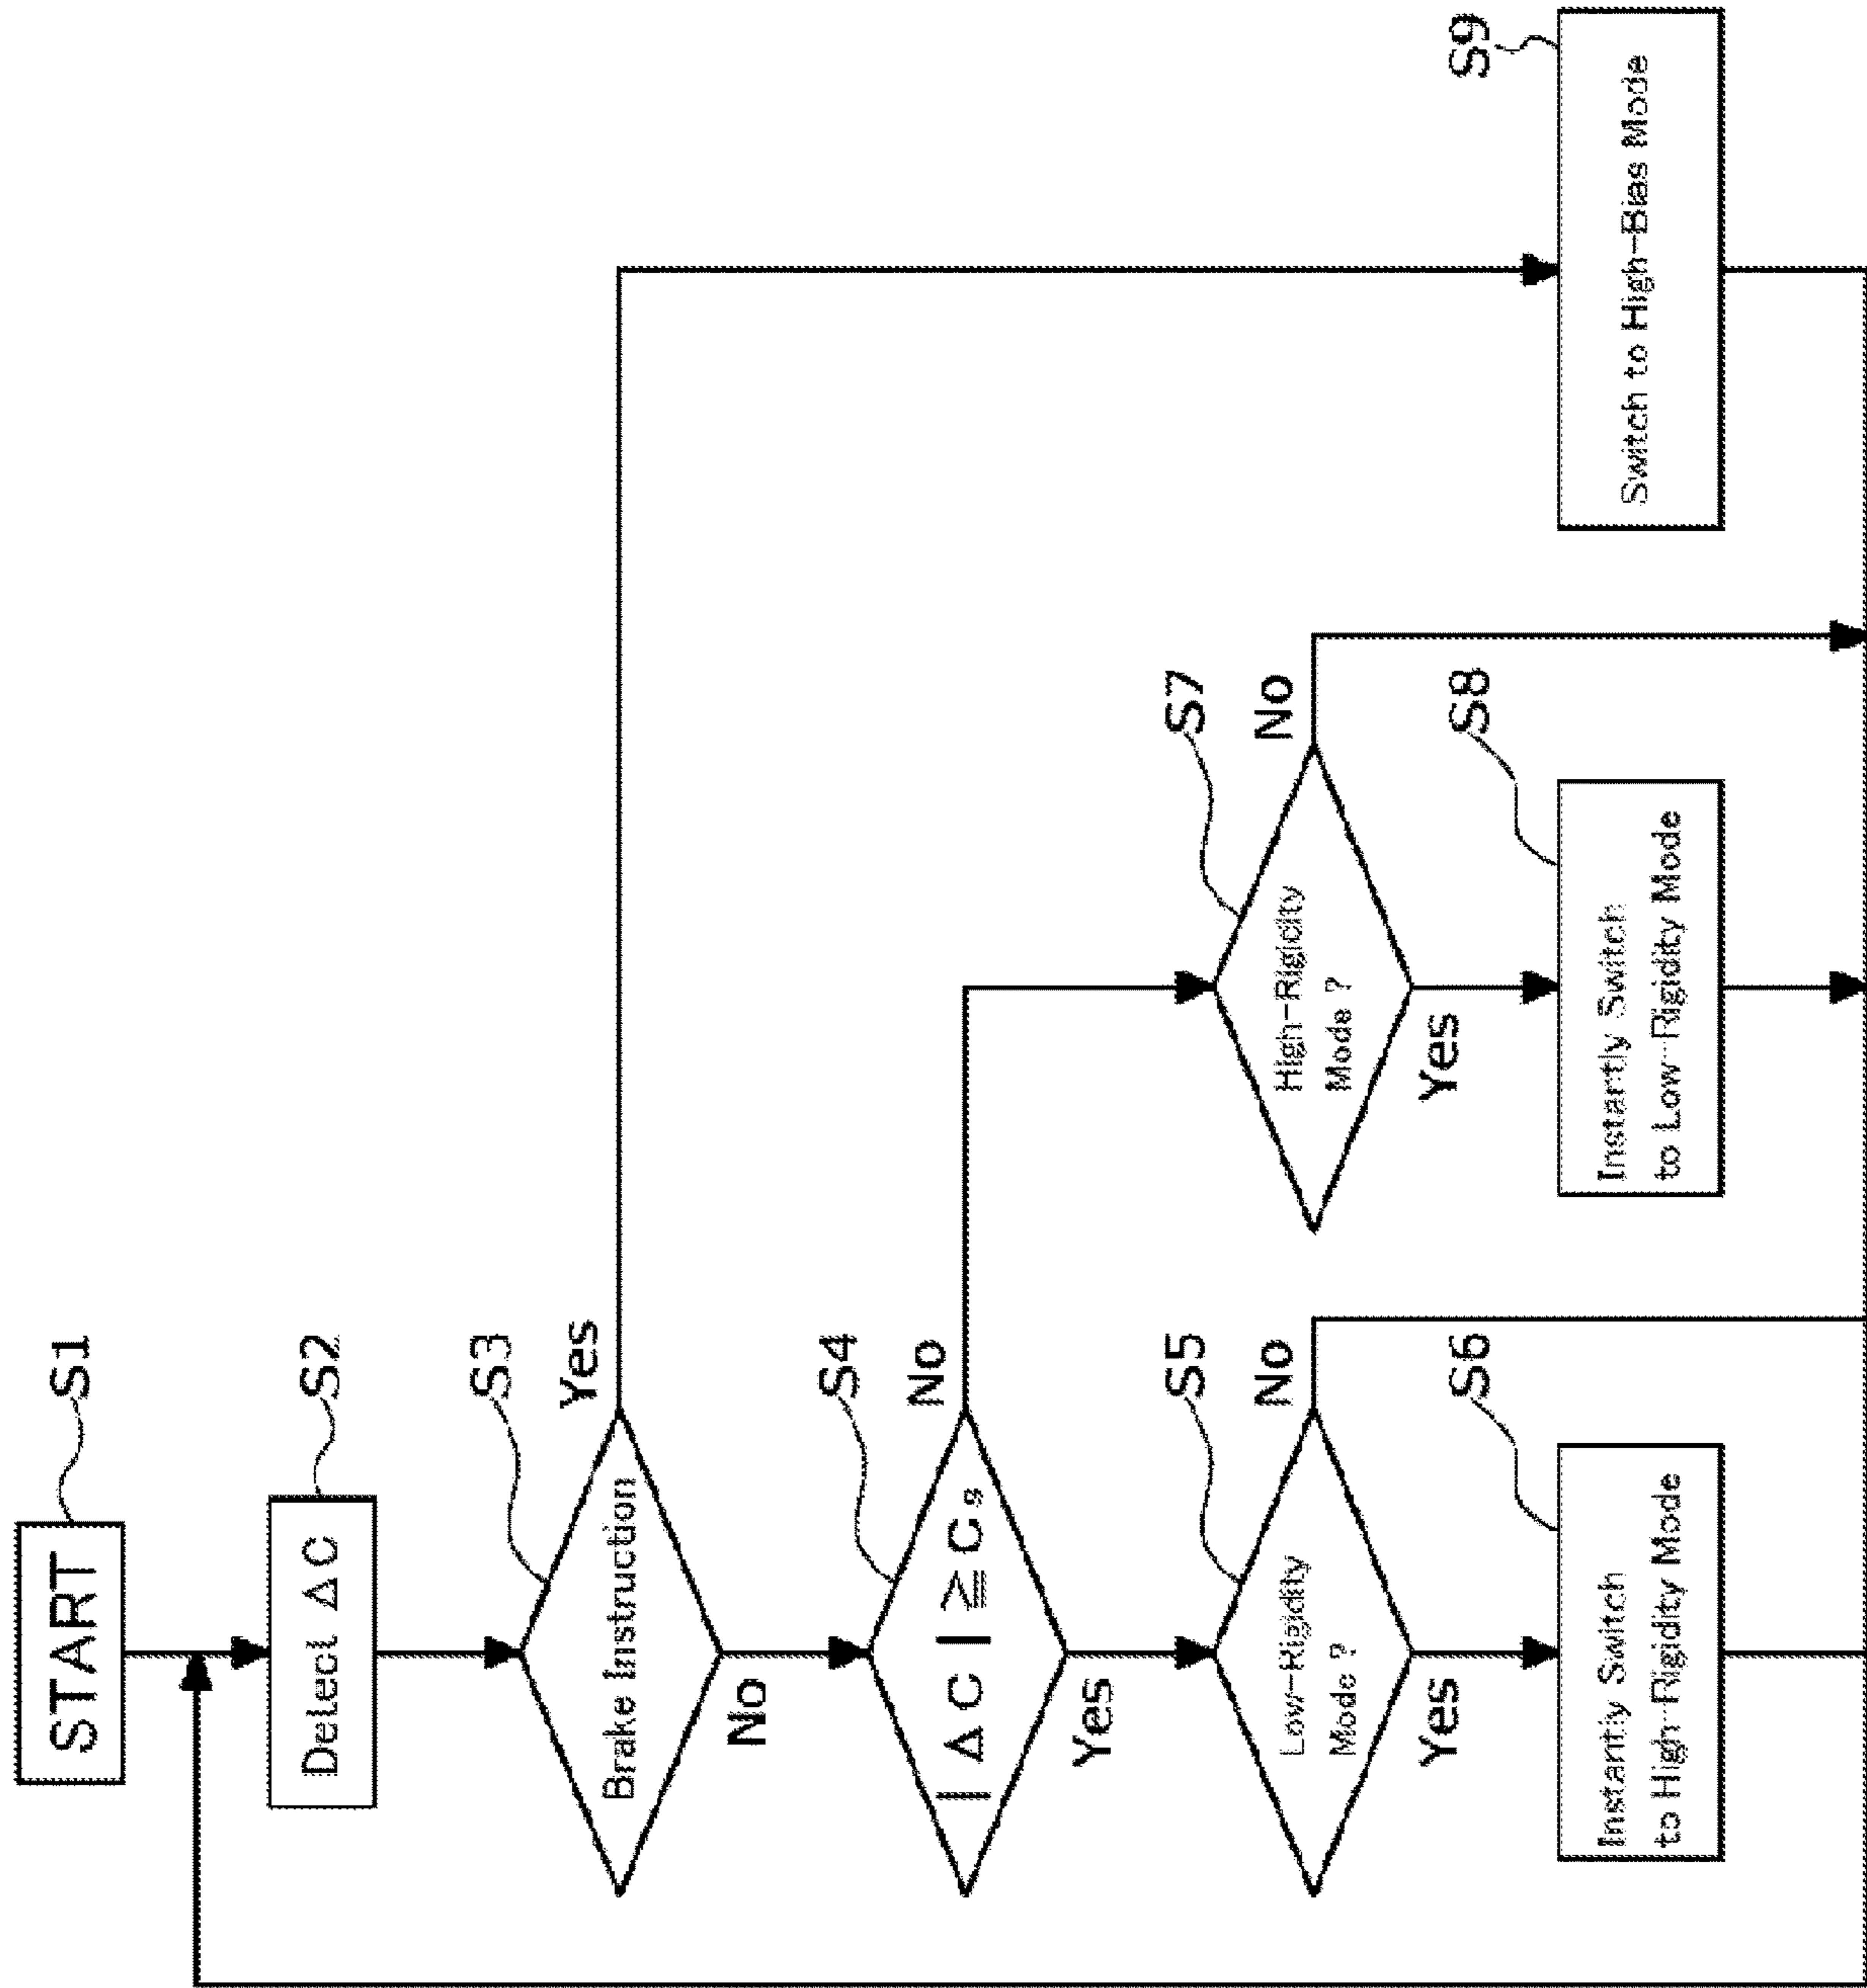 START
S1
Detect ΔC
S2
Brake Instruction
S3
Yes
No
| ΔC | ≧ Cs
S4
No
Yes
Low-Rigidity
Mode ?
S5
No
Yes
Instantly Switch
to High-Rigidity Mode
S6
High-Rigicity
Mode ?
S7
No
Yes
Instantly Switch
to Low-Rigidity Mode
S8
Switch to High-Bias Mode
S9